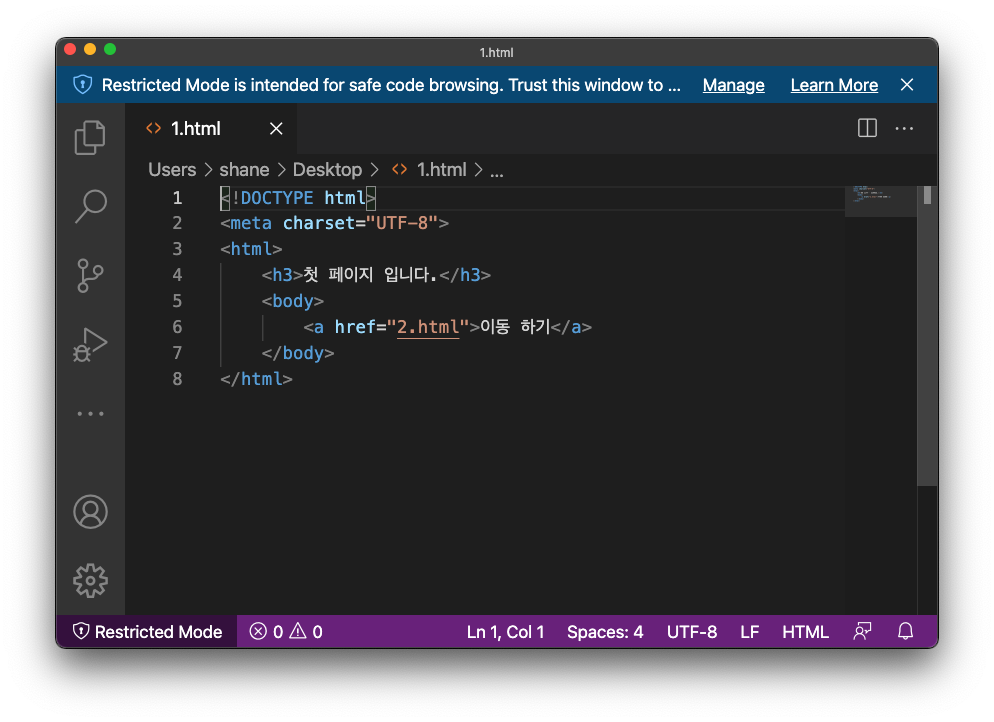 1.html
Restricted Mode is intended for safe code browsing. Trust this window to ... Manage Learn More
1.html
Users > shane > Desktop > <> 1.html > ...
1 <!DOCTYPE html>
2 <meta charset="UTF-8">
3 <html>
4 <h3>첫 페이지 입니다.</h3>
5 <body>
6 <a href="2.html">이동 하기</a>
7 </body>
8 </html>
Restricted Mode 0 0 Ln 1, Col 1 Spaces: 4 UTF-8 LF HTML